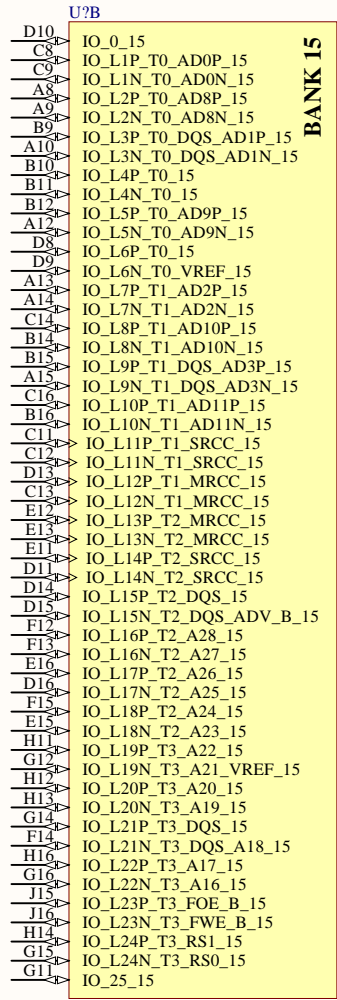 U?B
BANK 15
D10 IO_0_15
C8 IO_L1P_T0_AD0P_15
C9 IO_L1N_T0_AD0N_15
A8 IO_L2P_T0_AD8P_15
A9 IO_L2N_T0_AD8N_15
B9 IO_L3P_T0_DQS_AD1P_15
A10 IO_L3N_T0_DQS_AD1N_15
B10 IO_L4P_T0_15
B11 IO_L4N_T0_15
B12 IO_L5P_T0_AD9P_15
A12 IO_L5N_T0_AD9N_15
D8 IO_L6P_T0_15
D9 IO_L6N_T0_VREF_15
A13 IO_L7P_T1_AD2P_15
A14 IO_L7N_T1_AD2N_15
C14 IO_L8P_T1_AD10P_15
B14 IO_L8N_T1_AD10N_15
B15 IO_L9P_T1_DQS_AD3P_15
A15 IO_L9N_T1_DQS_AD3N_15
C16 IO_L10P_T1_AD11P_15
B16 IO_L10N_T1_AD11N_15
C11 IO_L11P_T1_SRCC_15
C12 IO_L11N_T1_SRCC_15
D13 IO_L12P_T1_MRCC_15
C13 IO_L12N_T1_MRCC_15
E12 IO_L13P_T2_MRCC_15
E13 IO_L13N_T2_MRCC_15
E11 IO_L14P_T2_SRCC_15
D11 IO_L14N_T2_SRCC_15
D14 IO_L15P_T2_DQS_15
D15 IO_L15N_T2_DQS_ADV_B_15
F12 IO_L16P_T2_A28_15
F13 IO_L16N_T2_A27_15
E16 IO_L17P_T2_A26_15
D16 IO_L17N_T2_A25_15
F15 IO_L18P_T2_A24_15
E15 IO_L18N_T2_A23_15
H11 IO_L19P_T3_A22_15
G12 IO_L19N_T3_A21_VREF_15
H12 IO_L20P_T3_A20_15
H13 IO_L20N_T3_A19_15
G14 IO_L21P_T3_DQS_15
F14 IO_L21N_T3_DQS_A18_15
H16 IO_L22P_T3_A17_15
G16 IO_L22N_T3_A16_15
J15 IO_L23P_T3_FOE_B_15
J16 IO_L23N_T3_FWE_B_15
H14 IO_L24P_T3_RS1_15
G15 IO_L24N_T3_RS0_15
G11 IO_25_15